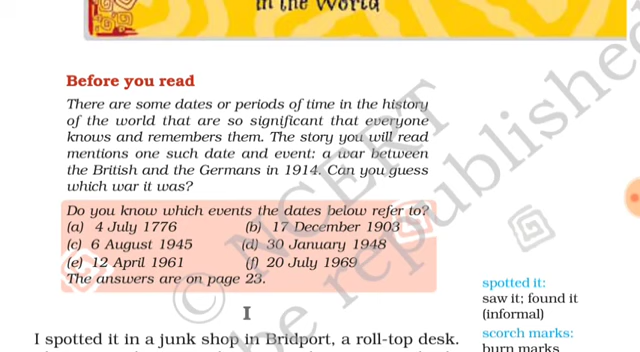 in the World
Before you read
There are some dates or periods of time in the history
of the world that are so significant that everyone
knows and remembers them. The story you will read
mentions one such date and event: a war between
the British and the Germans in 1914. Can you guess
which war it was?
Do you know which events the dates below refer to?
(a) 4 July 1776 (b) 17 December 1903
(c) 6 August 1945 (d) 30 January 1948
(e) 12 April 1961 (f) 20 July 1969
The answers are on page 23.
I
I spotted it in a junk shop in Bridport, a roll-top desk.
spotted it:
saw it; found it
(informal)
scorch marks:
burn marks
© NCERT
be republished